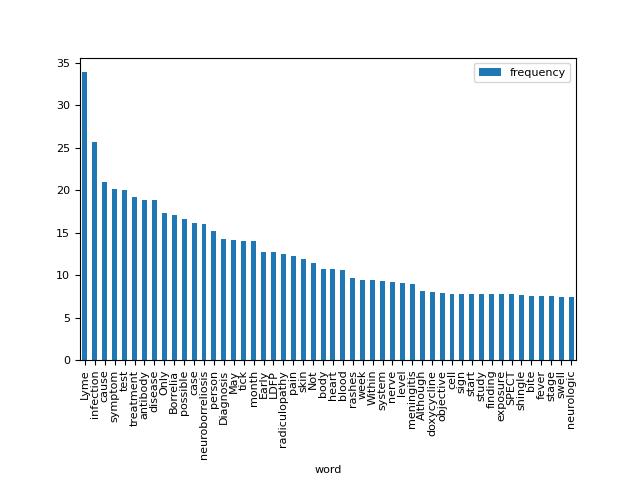 frequency
35
30
25
20
15
10
5
0
Lyme
infection
cause
symptom
test
treatment
antibody
disease
Only
Borrelia
possible
case
neuroborreliosis
person
Diagnosis
May
tick
month
Early
LDFP
radiculopathy
pain
skin
Not
body
heart
blood
rashes
week
Within
system
nerve
level
meningitis
Although
doxycycline
objective
cell
sign
start
study
finding
exposure
SPECT
shingle
bite
fever
stage
swell
neurologic
word